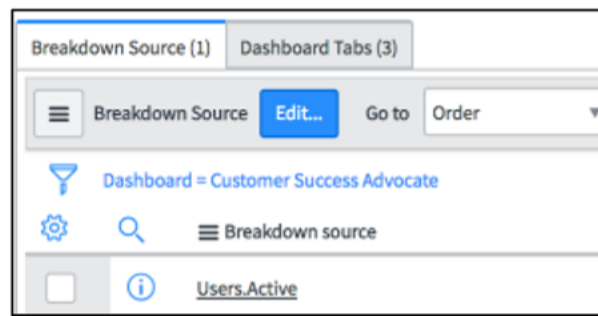 Breakdown Source (1) Dashboard Tabs (3)
Breakdown Source Edit... Go to Order
Dashboard = Customer Success Advocate
Breakdown source
Users.Active